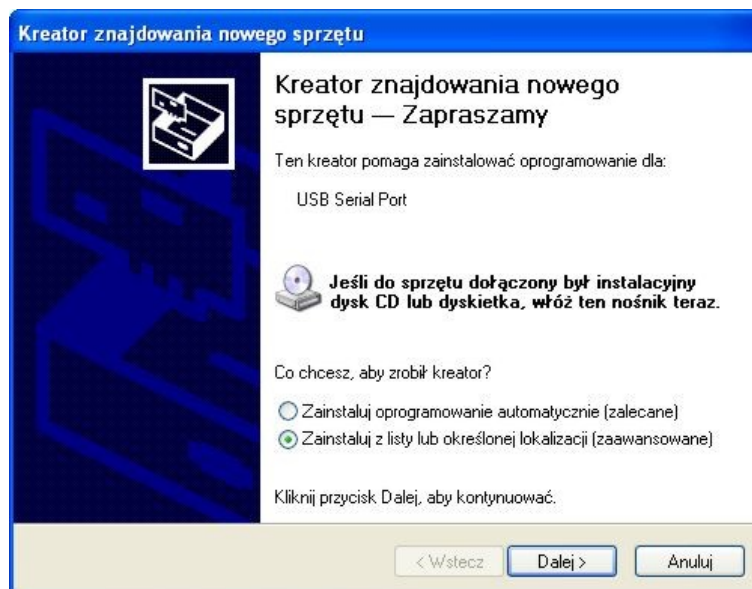 Kreator znajdowania nowego sprzętu
Kreator znajdowania nowego
sprzętu — Zapraszamy
Ten kreator pomaga zainstalować oprogramowanie dla:
USB Serial Port
Jeśli do sprzętu dołączony był instalacyjny
dysk CD lub dyskietka, włóż ten nośnik teraz.
Co chcesz, aby zrobił kreator?
Zainstaluj oprogramowanie automatycznie (zalecane)
Zainstaluj z listy lub określonej lokalizacji (zaawansowane)
Kliknij przycisk Dalej, aby kontynuować.
< Wstecz Dalej > Anuluj